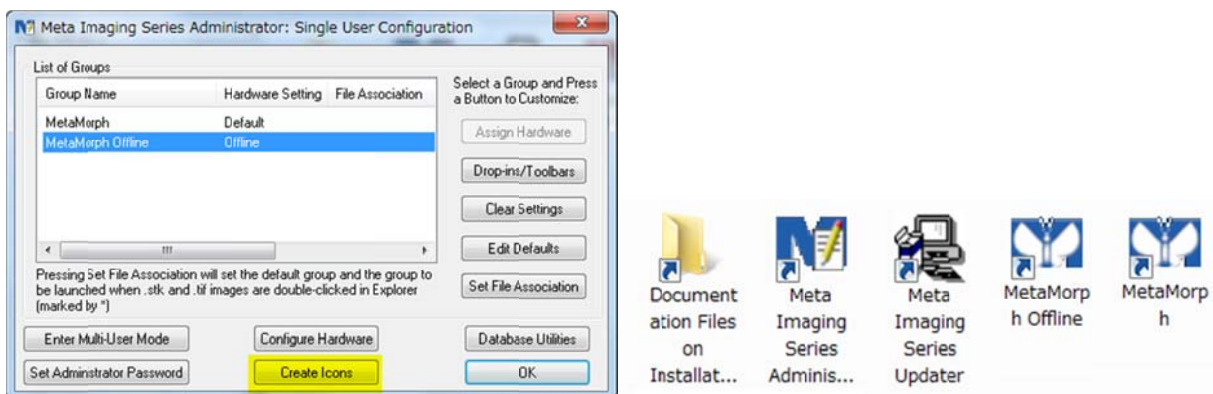 Meta Imaging Series Administrator: Single User Configuration
List of Groups
Group Name Hardware Setting File Association
MetaMorph Default
MetaMorph Offline Offline
Select a Group and Press
a Button to Customize:
Assign Hardware
Drop-ins/Toolbars
Clear Settings
Edit Defaults
Set File Association
Pressing Set File Association will set the default group and the group to
be launched when .stk and .tif images are double-clicked in Explorer
(marked by *)
Enter Multi-User Mode Configure Hardware Database Utilities
Set Adminstrator Password Create Icons OK
Document
ation Files
on
Installat...
Meta
Imaging
Series
Adminis...
Meta
Imaging
Series
Updater
MetaMorp
h Offline
MetaMorp
h